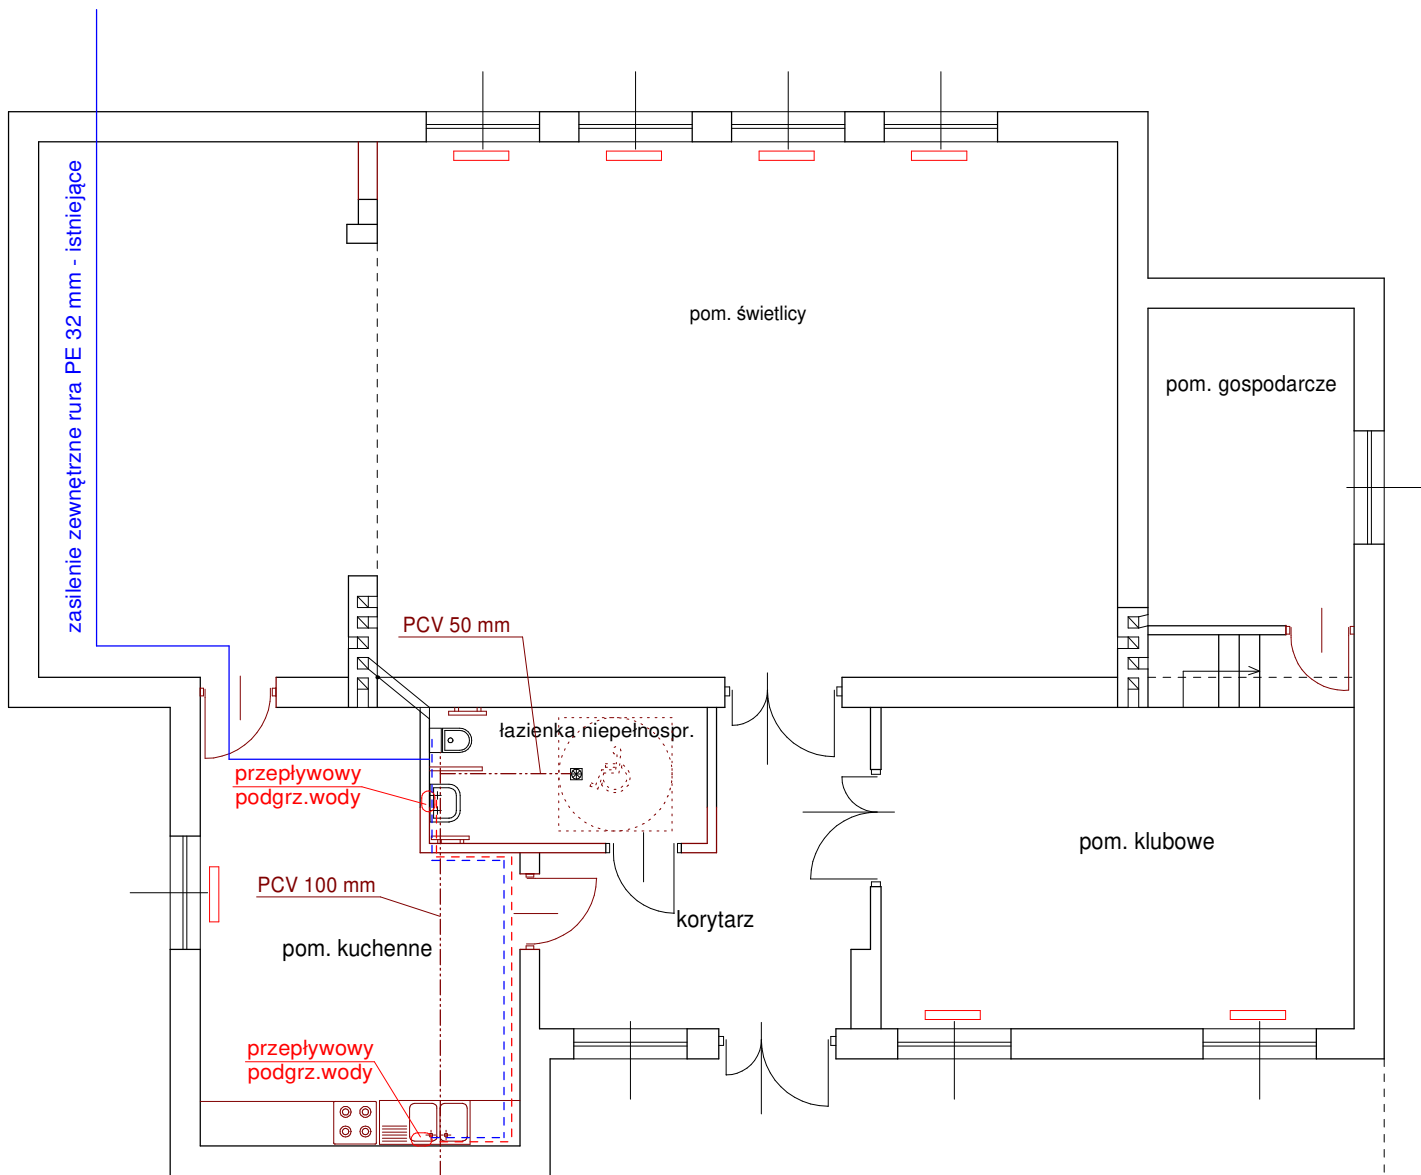 zasilenie zewnętrzne rura PE 32 mm - istniejące
pom. świetlicy
pom. gospodarcze
PCV 50 mm
łazienka niepełnospr.
przepływowy
podgrz.wody
pom. klubowe
PCV 100 mm
korytarz
pom. kuchenne
przepływowy
podgrz.wody